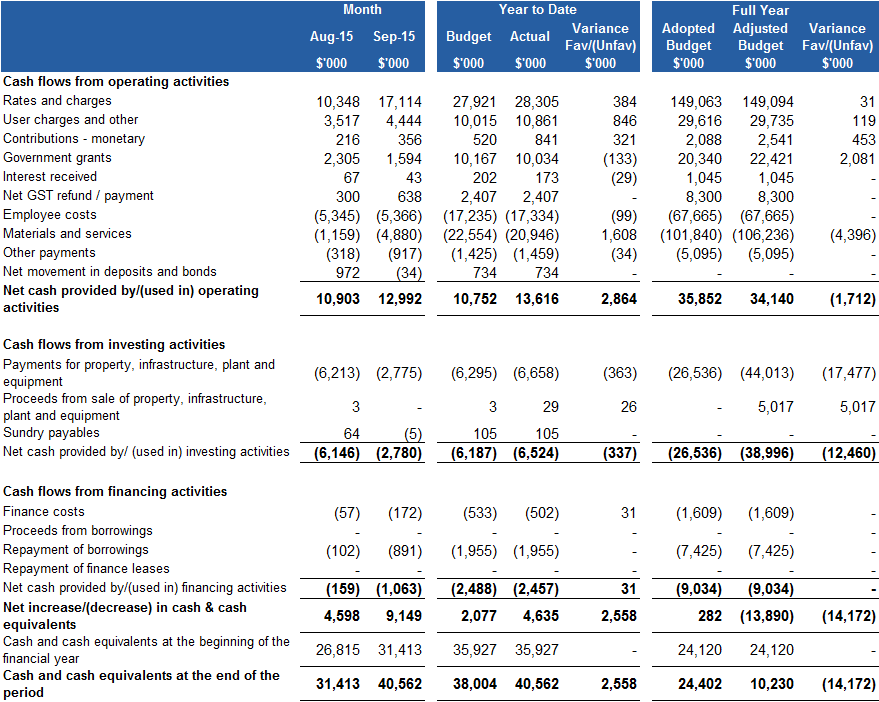 Month Year to Date Full Year
Aug-15 Sep-15 Budget Actual Variance Fav/(Unfav) Adopted Budget Adjusted Budget Variance Fav/(Unfav)
$'000 $'000 $'000 $'000 $'000 $'000 $'000 $'000
Cash flows from operating activities
Rates and charges 10,348 17,114 27,921 28,305 384 149,063 149,094 31
User charges and other 3,517 4,444 10,015 10,861 846 29,616 29,735 119
Contributions - monetary 216 356 520 841 321 2,088 2,541 453
Government grants 2,305 1,594 10,167 10,034 (133) 20,340 22,421 2,081
Interest received 67 43 202 173 (29) 1,045 1,045 -
Net GST refund / payment 300 638 2,407 2,407 - 8,300 8,300 -
Employee costs (5,345) (5,366) (17,235) (17,334) (99) (67,665) (67,665) -
Materials and services (1,159) (4,880) (22,554) (20,946) 1,608 (101,840) (106,236) (4,396)
Other payments (318) (917) (1,425) (1,459) (34) (5,095) (5,095) -
Net movement in deposits and bonds 972 (34) 734 734 - - - -
Net cash provided by/(used in) operating
activities 10,903 12,992 10,752 13,616 2,864 35,852 34,140 (1,712)
Cash flows from investing activities
Payments for property, infrastructure, plant and
equipment (6,213) (2,775) (6,295) (6,658) (363) (26,536) (44,013) (17,477)
Proceeds from sale of property, infrastructure,
plant and equipment 3 - 3 29 26 - 5,017 5,017
Sundry payables 64 (5) 105 105 - - - -
Net cash provided by/ (used in) investing activities (6,146) (2,780) (6,187) (6,524) (337) (26,536) (38,996) (12,460)
Cash flows from financing activities
Finance costs (57) (172) (533) (502) 31 (1,609) (1,609) -
Proceeds from borrowings - - - - - - - -
Repayment of borrowings (102) (891) (1,955) (1,955) - (7,425) (7,425) -
Repayment of finance leases - - - - - - - -
Net cash provided by/(used in) financing activities (159) (1,063) (2,488) (2,457) 31 (9,034) (9,034) -
Net increase/(decrease) in cash & cash
equivalents 4,598 9,149 2,077 4,635 2,558 282 (13,890) (14,172)
Cash and cash equivalents at the beginning of the
financial year 26,815 31,413 35,927 35,927 - 24,120 24,120 -
Cash and cash equivalents at the end of the
period 31,413 40,562 38,004 40,562 2,558 24,402 10,230 (14,172)